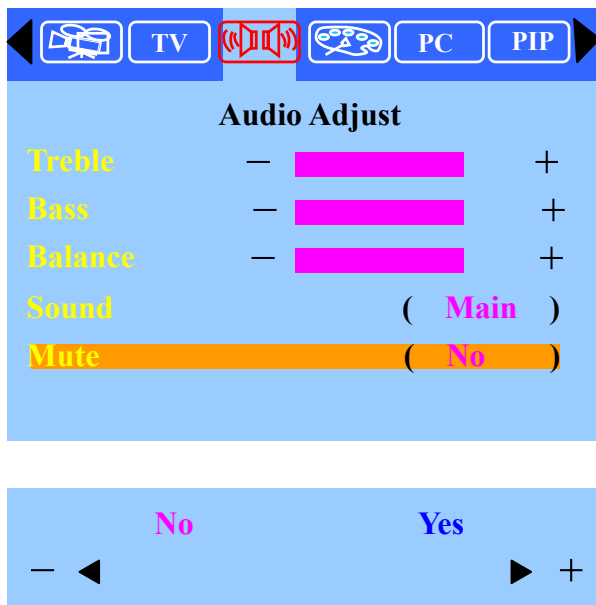 TV PC PIP
Audio Adjust
Treble − +
Bass − +
Balance − +
Sound ( Main )
Mute ( No )
No Yes
− +